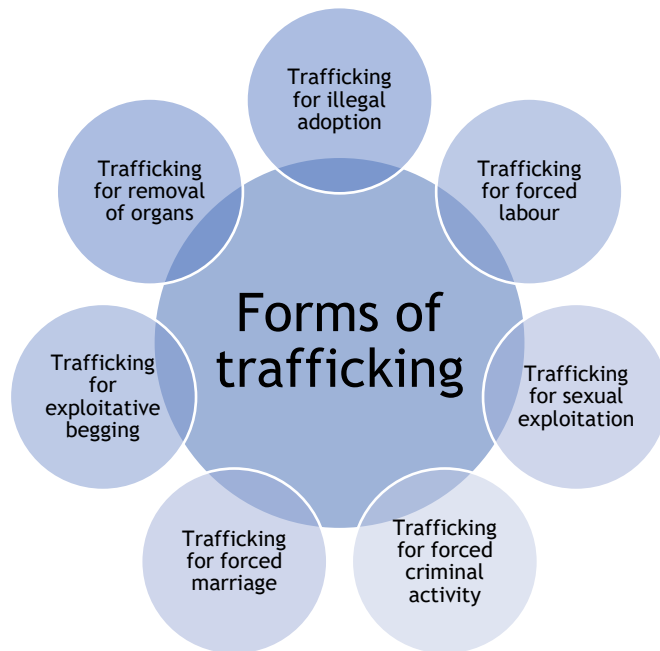 Trafficking
for illegal
adoption
Trafficking
for forced
labour
Trafficking
for sexual
exploitation
Trafficking
for forced
criminal
activity
Trafficking
for forced
marriage
Trafficking
for
exploitative
begging
Trafficking
for removal
of organs
Forms of
trafficking